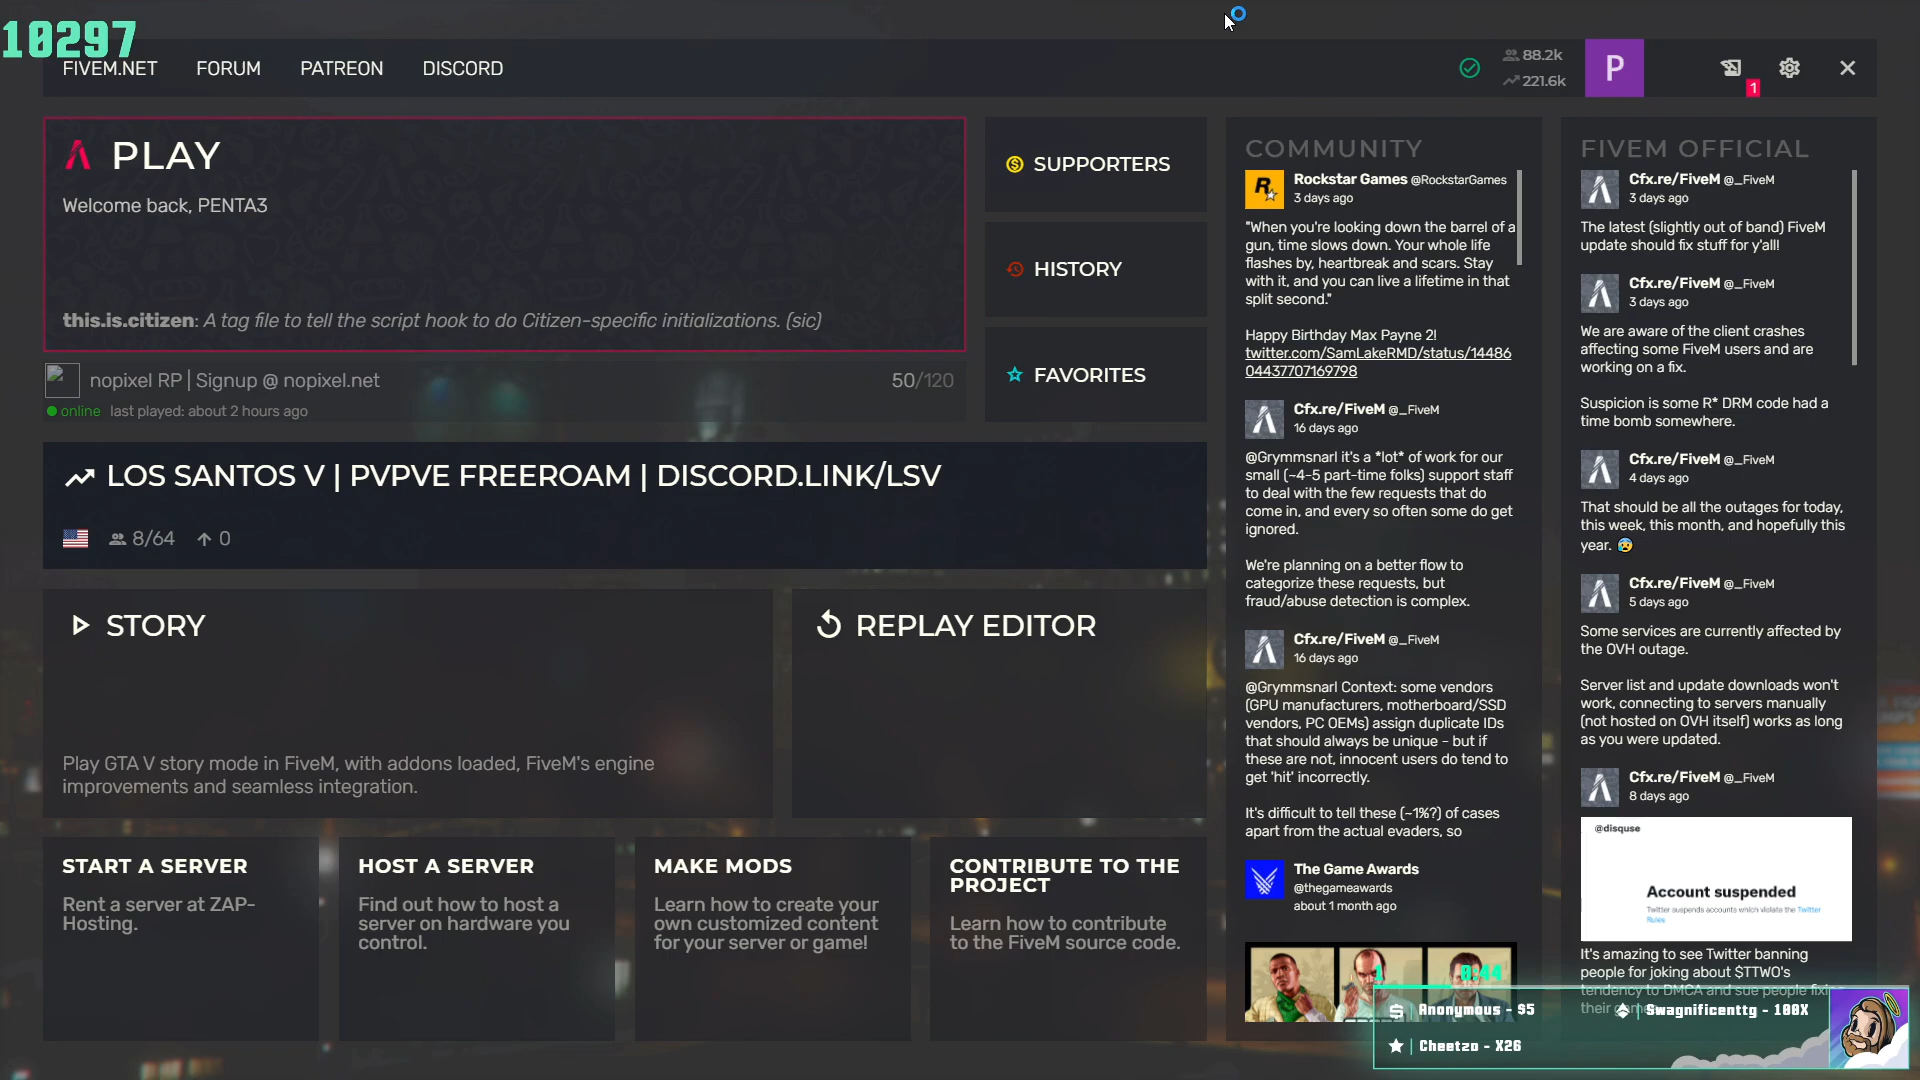 10297
FIVEM.NET FORUM PATREON DISCORD
88.2k
221.6k
P
1
PLAY
Welcome back, PENTA3
this.is.citizen: A tag file to tell the script hook to do Citizen-specific initializations. (sic)
nopixel RP | Signup @ nopixel.net 50/120
online last played: about 2 hours ago
SUPPORTERS
HISTORY
FAVORITES
LOS SANTOS V | PVPVE FREEROAM | DISCORD.LINK/LSV
8/64 0
STORY
Play GTA V story mode in FiveM, with addons loaded, FiveM's engine
improvements and seamless integration.
REPLAY EDITOR
START A SERVER
Rent a server at ZAP-
Hosting.
HOST A SERVER
Find out how to host a
server on hardware you
control.
MAKE MODS
Learn how to create your
own customized content
for your server or game!
CONTRIBUTE TO THE
PROJECT
Learn how to contribute
to the FiveM source code.
COMMUNITY
Rockstar Games @RockstarGames
3 days ago
"When you're looking down the barrel of a
gun, time slows down. Your whole life
flashes by, heartbreak and scars. Stay
with it, and you can live a lifetime in that
split second."
Happy Birthday Max Payne 2!
twitter.com/SamLakeRMD/status/14486
04437707169798
Cfx.re/FiveM @_FiveM
16 days ago
@Grymmsnarl it's a *lot* of work for our
small (~4-5 part-time folks) support staff
to deal with the few requests that do
come in, and every so often some do get
ignored.
We're planning on a better flow to
categorize these requests, but
fraud/abuse detection is complex.
Cfx.re/FiveM @_FiveM
16 days ago
@Grymmsnarl Context: some vendors
(GPU manufacturers, motherboard/SSD
vendors, PC OEMs) assign duplicate IDs
that should always be unique - but if
these are not, innocent users do tend to
get 'hit' incorrectly.
It's difficult to tell these (~1%?) of cases
apart from the actual evaders, so
The Game Awards
@thegameawards
about 1 month ago
FIVEM OFFICIAL
Cfx.re/FiveM @_FiveM
3 days ago
The latest (slightly out of band) FiveM
update should fix stuff for y'all!
Cfx.re/FiveM @_FiveM
3 days ago
We are aware of the client crashes
affecting some FiveM users and are
working on a fix.
Suspicion is some R* DRM code had a
time bomb somewhere.
Cfx.re/FiveM @_FiveM
4 days ago
That should be all the outages for today,
this week, this month, and hopefully this
year. 😰
Cfx.re/FiveM @_FiveM
5 days ago
Some services are currently affected by
the OVH outage.
Server list and update downloads won't
work, connecting to servers manually
(not hosted on OVH itself) works as long
as you were updated.
Cfx.re/FiveM @_FiveM
8 days ago
@disquse
Account suspended
Twitter suspends accounts which violate the Twitter
Rules
It's amazing to see Twitter banning
people for joking about $TTWO's
tendency to DMCA and sue people fixing
their game
1 0:44
Anonymous - $5
Swagnificenttg - 100X
Cheetzo - X26